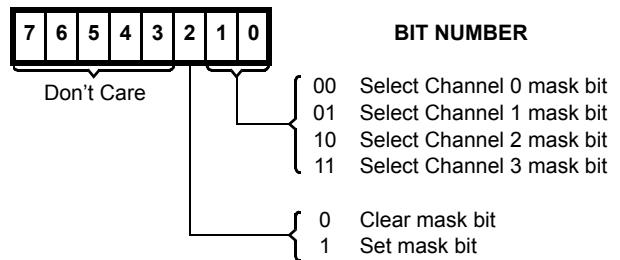 7 6 5 4 3 2 1 0 BIT NUMBER
Don't Care
00 Select Channel 0 mask bit
01 Select Channel 1 mask bit
10 Select Channel 2 mask bit
11 Select Channel 3 mask bit
0 Clear mask bit
1 Set mask bit